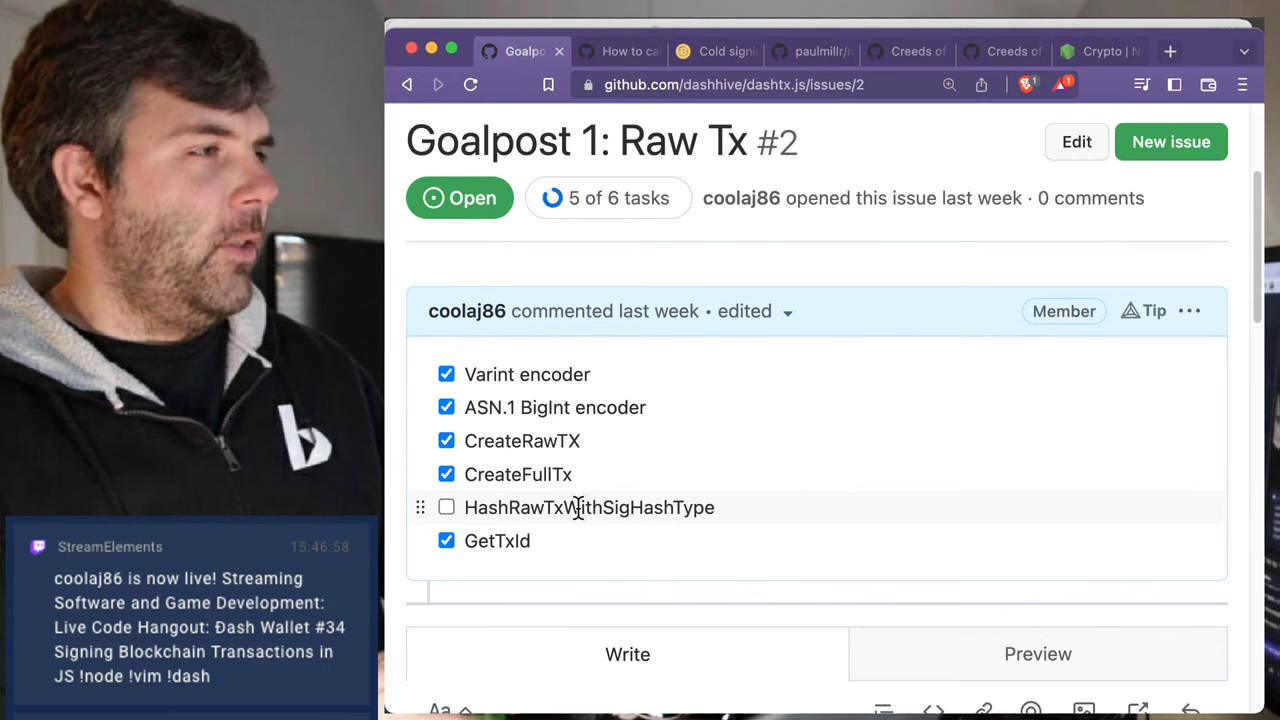 Goalpo
How to ca
Cold signi
paulmillr/n
Creeds of
Creeds of
Crypto | N
github.com/dashhive/dashtx.js/issues/2
1
1
Goalpost 1: Raw Tx #2
Edit
New issue
Open
5 of 6 tasks
coolaj86 opened this issue last week · 0 comments
coolaj86 commented last week • edited
Member
Tip
Varint encoder
ASN.1 BigInt encoder
CreateRawTX
CreateFullTx
HashRawTxWithSigHashType
GetTxId
Write
Preview
Aa
StreamElements
15:46:58
coolaj86 is now live! Streaming
Software and Game Development:
Live Code Hangout: Đash Wallet #34
Signing Blockchain Transactions in
JS !node !vim !dash